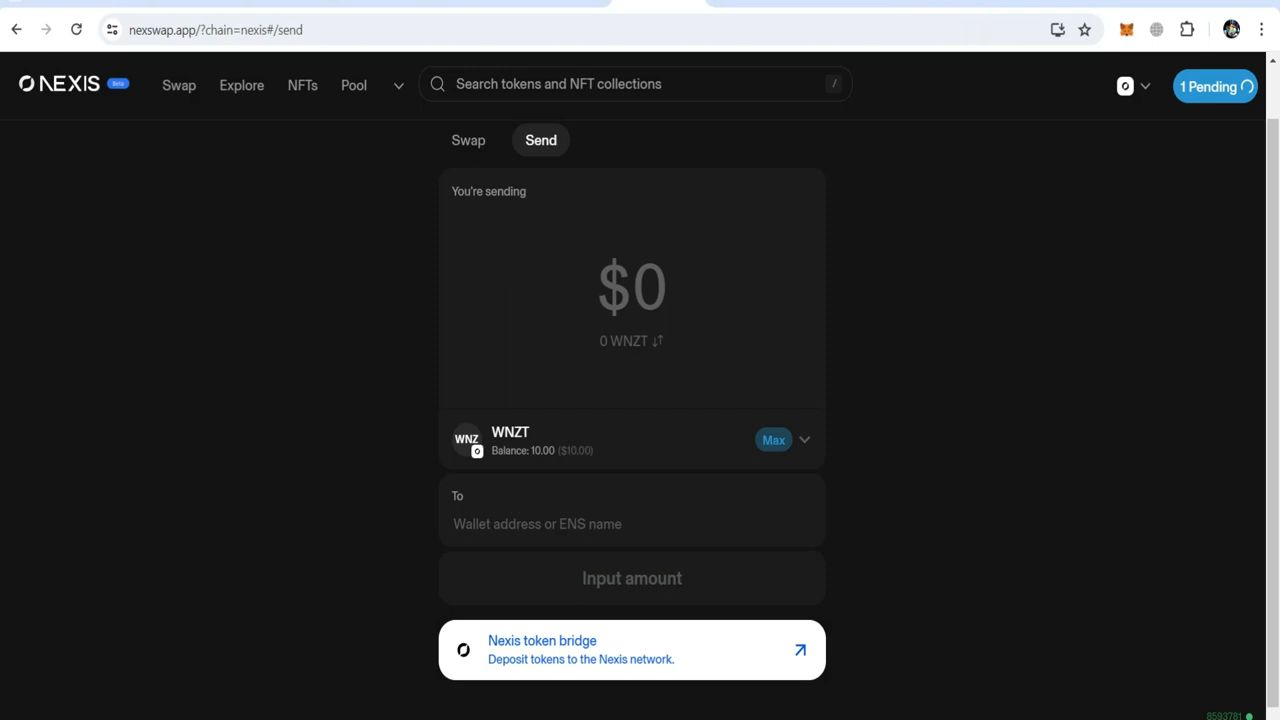 nexswap.app/?chain=nexis#/send
NEXIS Beta
Swap
Explore
NFTs
Pool
Search tokens and NFT collections
/
1 Pending
Swap
Send
You're sending
$0
0 WNZT
WNZ
WNZT
Balance: 10.00 ($10.00)
Max
To
Wallet address or ENS name
Input amount
Nexis token bridge
Deposit tokens to the Nexis network.
8593781